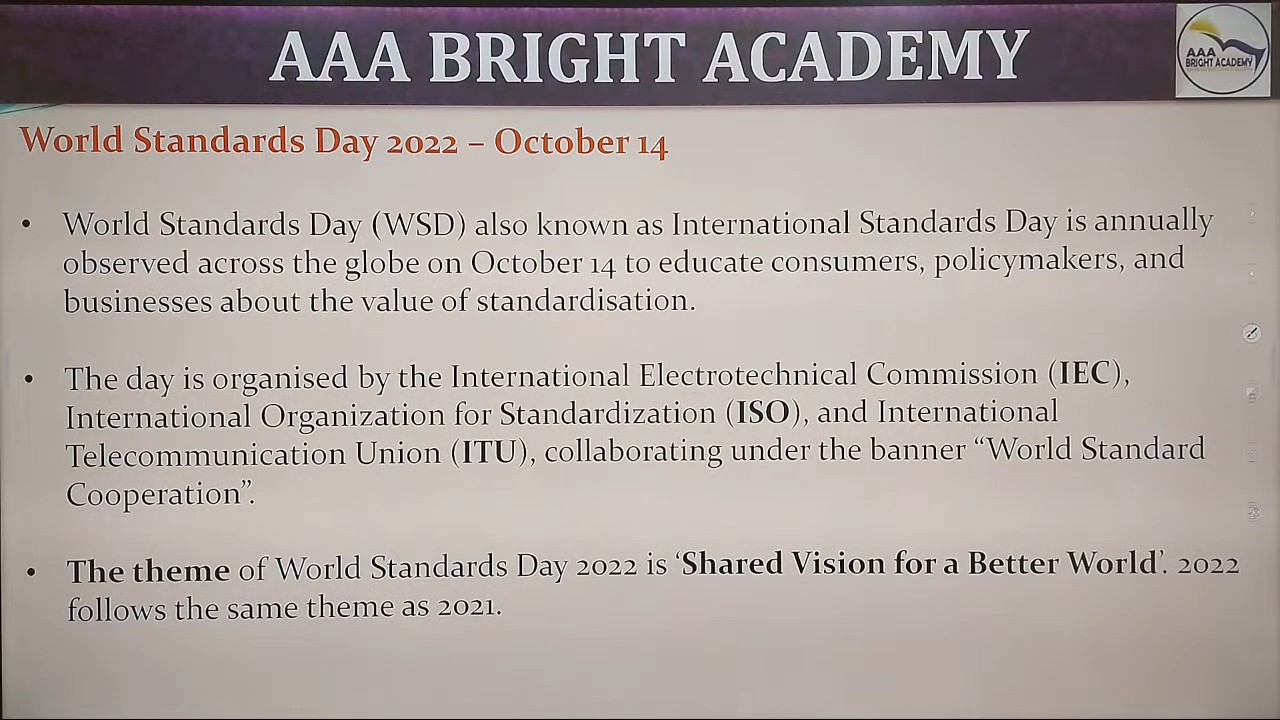 AAA BRIGHT ACADEMY
AAA
BRIGHT ACADEMY
World Standards Day 2022 – October 14
• World Standards Day (WSD) also known as International Standards Day is annually
observed across the globe on October 14 to educate consumers, policymakers, and
businesses about the value of standardisation.
• The day is organised by the International Electrotechnical Commission (IEC),
International Organization for Standardization (ISO), and International
Telecommunication Union (ITU), collaborating under the banner “World Standard
Cooperation”.
• The theme of World Standards Day 2022 is ‘Shared Vision for a Better World’. 2022
follows the same theme as 2021.